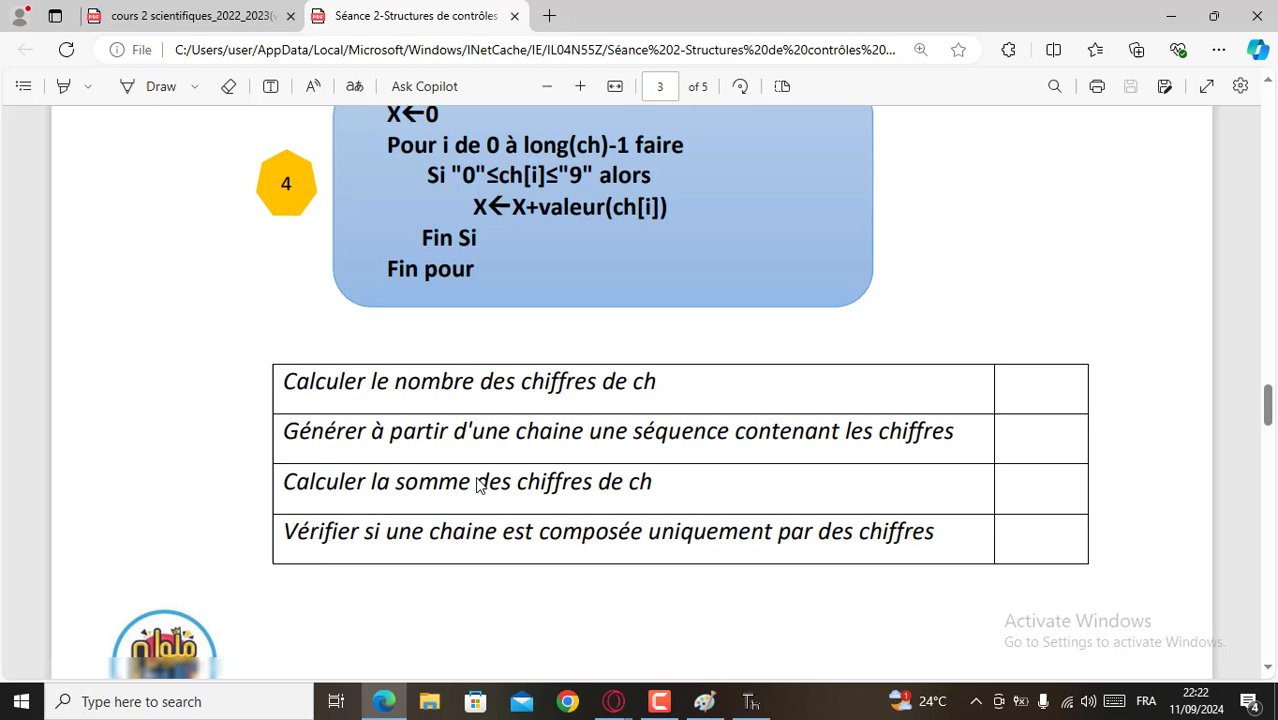 cours 2 scientifiques_2022_2023(
Séance 2-Structures de contrôles
File
C:/Users/user/AppData/Local/Microsoft/Windows/INetCache/IE/IL04N55Z/Séance%202-Structures%20de%20contrôles%20...
Draw
Ask Copilot
3
of 5
X←0
Pour i de 0 à long(ch)-1 faire
Si "0"≤ch[i]≤"9" alors
4
X←X+valeur(ch[i])
Fin Si
Fin pour
Calculer le nombre des chiffres de ch
Générer à partir d'une chaine une séquence contenant les chiffres
Calculer la somme des chiffres de ch
Vérifier si une chaine est composée uniquement par des chiffres
Activate Windows
Go to Settings to activate Windows.
Type here to search
24°C
FRA
22:22
11/09/2024